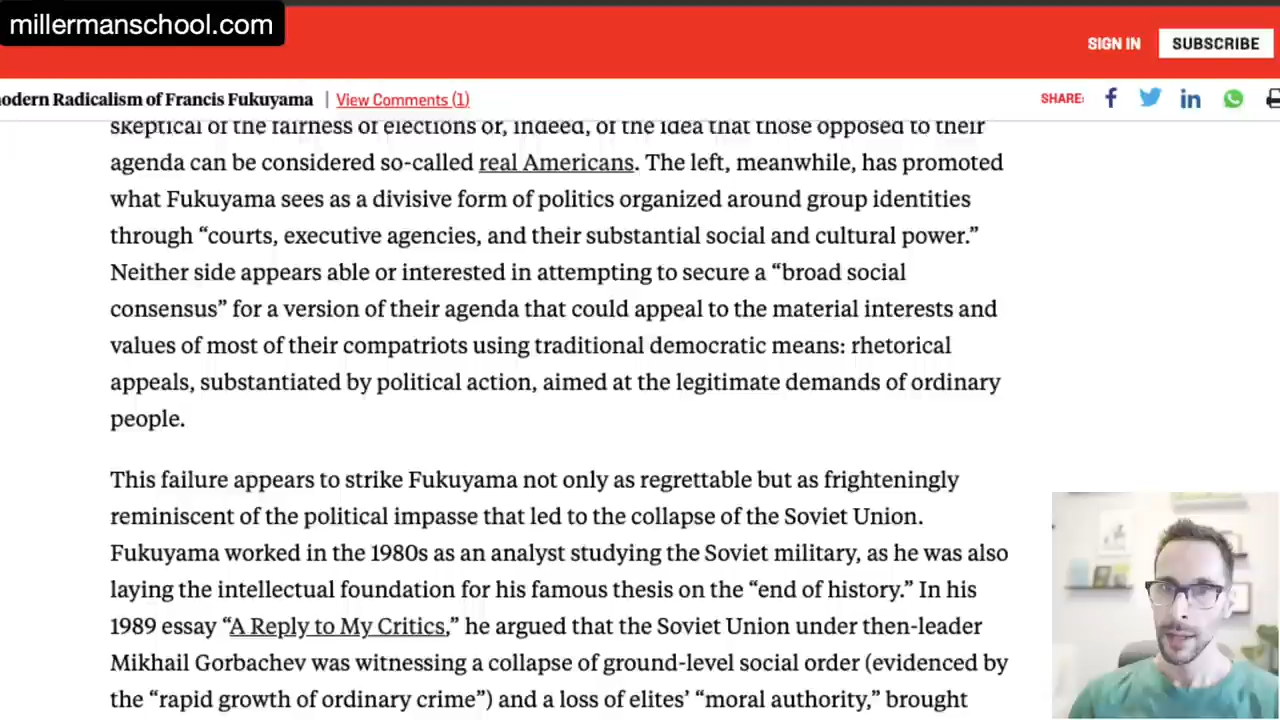 millermanschool.com
SIGN IN
SUBSCRIBE
odern Radicalism of Francis Fukuyama | View Comments (1)
SHARE:
skeptical of the fairness of elections or, indeed, of the idea that those opposed to their
agenda can be considered so-called real Americans. The left, meanwhile, has promoted
what Fukuyama sees as a divisive form of politics organized around group identities
through “courts, executive agencies, and their substantial social and cultural power.”
Neither side appears able or interested in attempting to secure a “broad social
consensus” for a version of their agenda that could appeal to the material interests and
values of most of their compatriots using traditional democratic means: rhetorical
appeals, substantiated by political action, aimed at the legitimate demands of ordinary
people.
This failure appears to strike Fukuyama not only as regrettable but as frighteningly
reminiscent of the political impasse that led to the collapse of the Soviet Union.
Fukuyama worked in the 1980s as an analyst studying the Soviet military, as he was also
laying the intellectual foundation for his famous thesis on the “end of history.” In his
1989 essay “A Reply to My Critics,” he argued that the Soviet Union under then-leader
Mikhail Gorbachev was witnessing a collapse of ground-level social order (evidenced by
the “rapid growth of ordinary crime”) and a loss of elites’ “moral authority,” brought